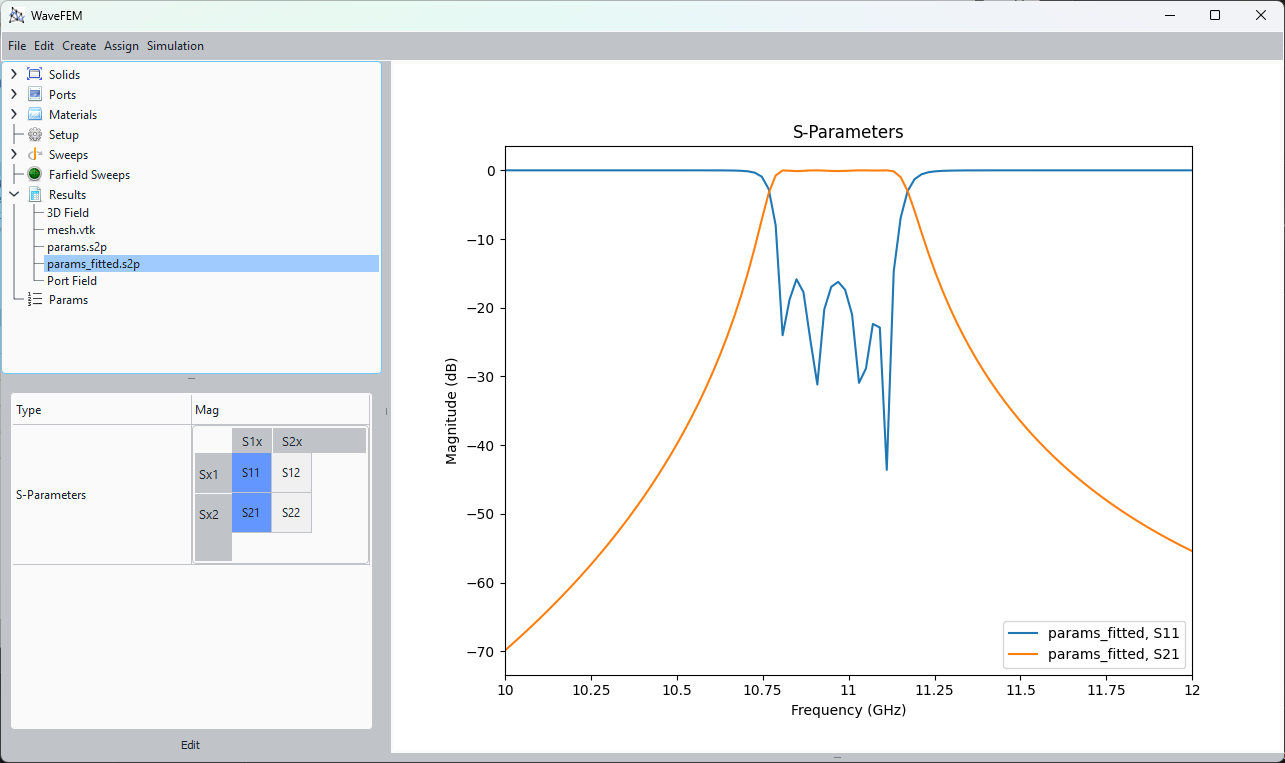 WaveFEM
File Edit Create Assign Simulation
Solids
Ports
Materials
Setup
Sweeps
Farfield Sweeps
Results
3D Field
mesh.vtk
params.s2p
params_fitted.s2p
Port Field
Params
Type Mag
S1x S2x
Sx1 S11 S12
S-Parameters
Sx2 S21 S22
Edit
S-Parameters
0
−10
−20
−30
−40
−50
−60
−70
Magnitude (dB)
params_fitted, S11
params_fitted, S21
10 10.25 10.5 10.75 11 11.25 11.5 11.75 12
Frequency (GHz)